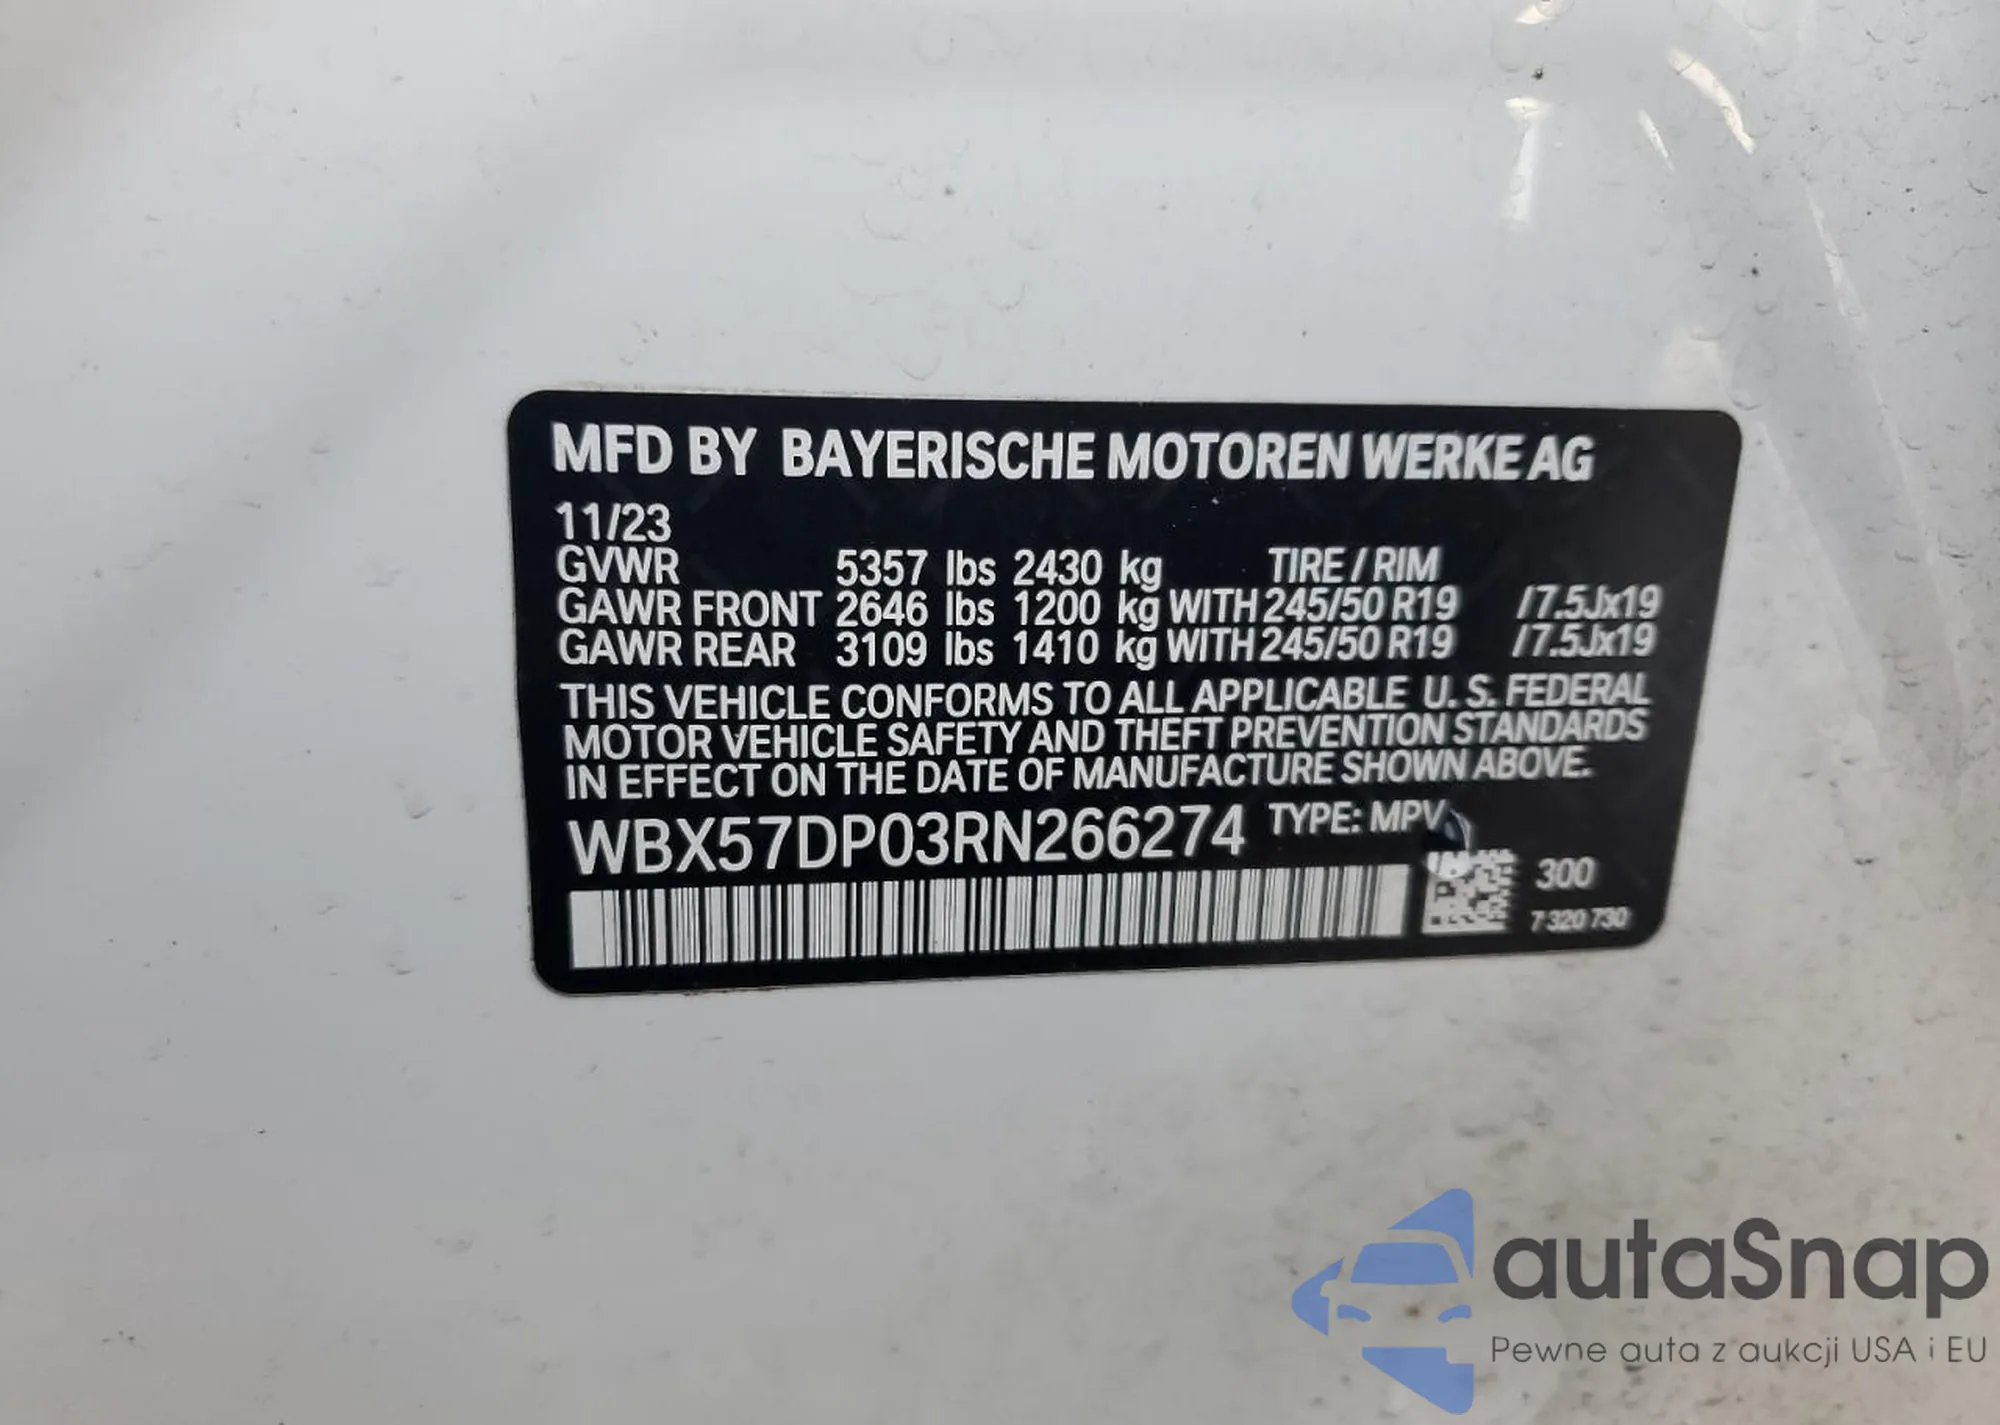 MFD BY BAYERISCHE MOTOREN WERKE AG
11/23
GVWR 5357 lbs 2430 kg TIRE / RIM
GAWR FRONT 2646 lbs 1200 kg WITH 245/50 R19 /7.5Jx19
GAWR REAR 3109 lbs 1410 kg WITH 245/50 R19 /7.5Jx19
THIS VEHICLE CONFORMS TO ALL APPLICABLE U. S. FEDERAL
MOTOR VEHICLE SAFETY AND THEFT PREVENTION STANDARDS
IN EFFECT ON THE DATE OF MANUFACTURE SHOWN ABOVE.
WBX57DP03RN266274 TYPE: MPV
300
7 320 730
autaSnap
Pewne auta z aukcji USA i EU